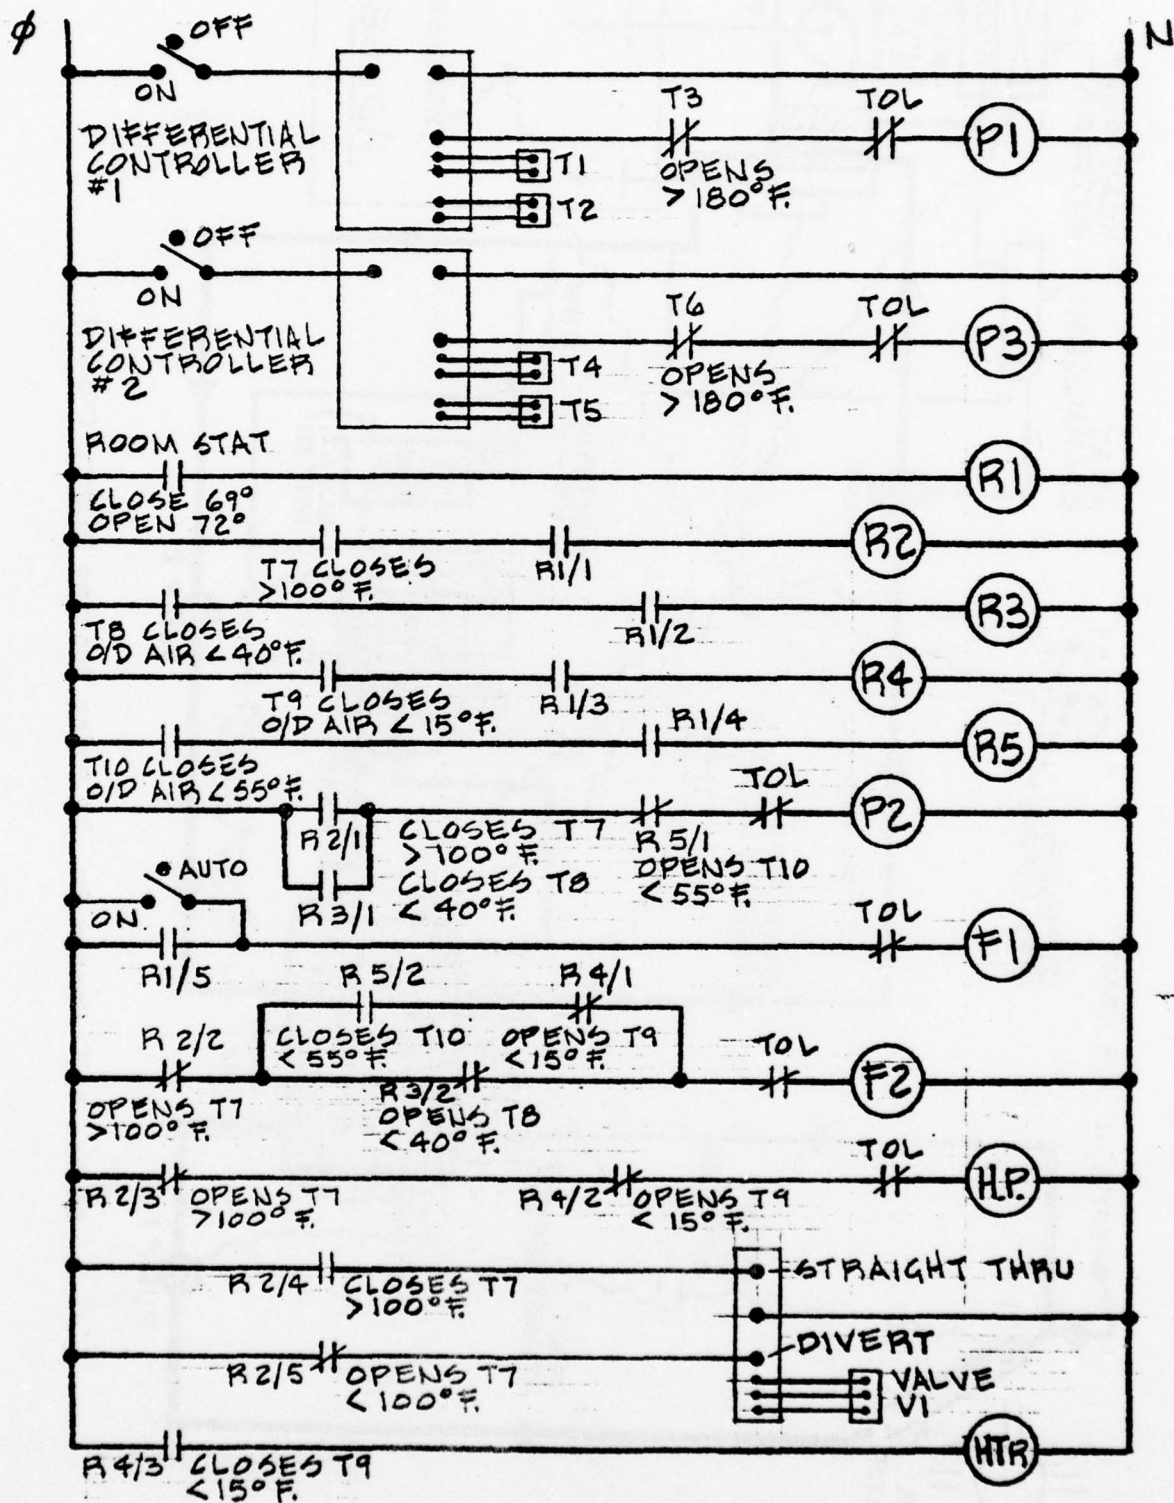 φ
N
OFF
ON
DIFFERENTIAL
CONTROLLER
#1
T1
T2
T3
OPENS
> 180°F.
TOL
P1
OFF
ON
DIFFERENTIAL
CONTROLLER
#2
T4
T5
T6
OPENS
> 180°F.
TOL
P3
ROOM STAT
CLOSE 69°
OPEN 72°
R1
T7 CLOSES
>100°F.
R1/1
R2
T8 CLOSES
O/D AIR < 40°F.
R1/2
R3
T9 CLOSES
O/D AIR < 15°F.
R1/3
R4
T10 CLOSES
O/D AIR < 55°F.
R1/4
R5
R2/1
CLOSES T7
>100°F.
R3/1
CLOSES T8
< 40°F.
R5/1
OPENS T10
< 55°F.
TOL
P2
AUTO
ON
R1/5
TOL
F1
R2/2
OPENS T7
>100°F.
R5/2
CLOSES T10
< 55°F.
R4/1
OPENS T9
< 15°F.
R3/2
OPENS T8
< 40°F.
TOL
F2
R2/3
OPENS T7
>100°F.
R4/2
OPENS T9
< 15°F.
TOL
H.P.
R2/4
CLOSES T7
>100°F.
STRAIGHT THRU
R2/5
OPENS T7
< 100°F.
DIVERT
VALVE
V1
R4/3
CLOSES T9
< 15°F.
HTR